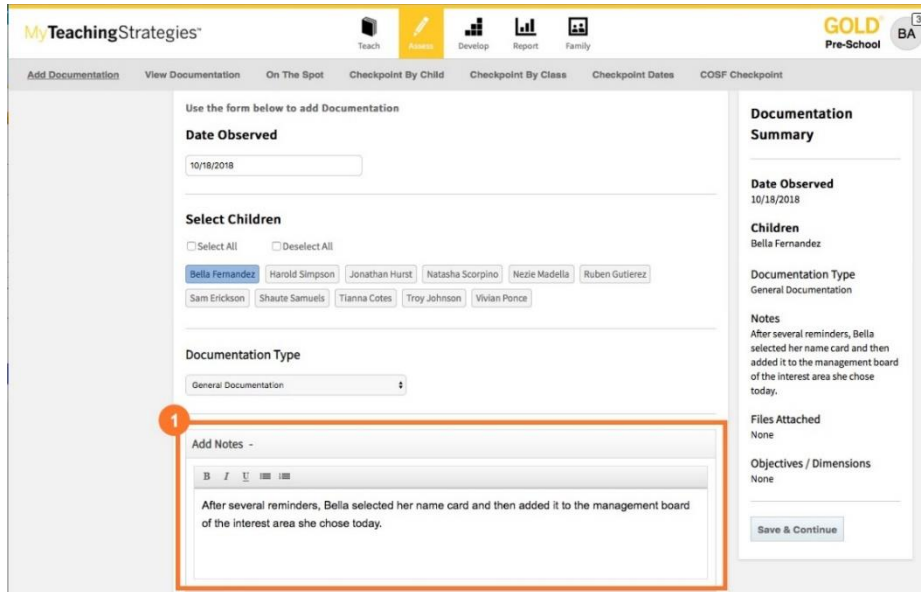 MyTeachingStrategies™
Teach
Assess
Develop
Report
Family
GOLD®
Pre-School
BA
3
Add Documentation View Documentation On The Spot Checkpoint By Child Checkpoint By Class Checkpoint Dates COSF Checkpoint
Use the form below to add Documentation
Date Observed
10/18/2018
Select Children
Select All Deselect All
Bella Fernandez Harold Simpson Jonathan Hurst Natasha Scorpino Nezie Madella Ruben Gutierez
Sam Erickson Shaute Samuels Tianna Cotes Troy Johnson Vivian Ponce
Documentation Type
General Documentation
1
Add Notes -
B I U
After several reminders, Bella selected her name card and then added it to the management board
of the interest area she chose today.
Documentation
Summary
Date Observed
10/18/2018
Children
Bella Fernandez
Documentation Type
General Documentation
Notes
After several reminders, Bella
selected her name card and then
added it to the management board
of the interest area she chose
today.
Files Attached
None
Objectives / Dimensions
None
Save & Continue